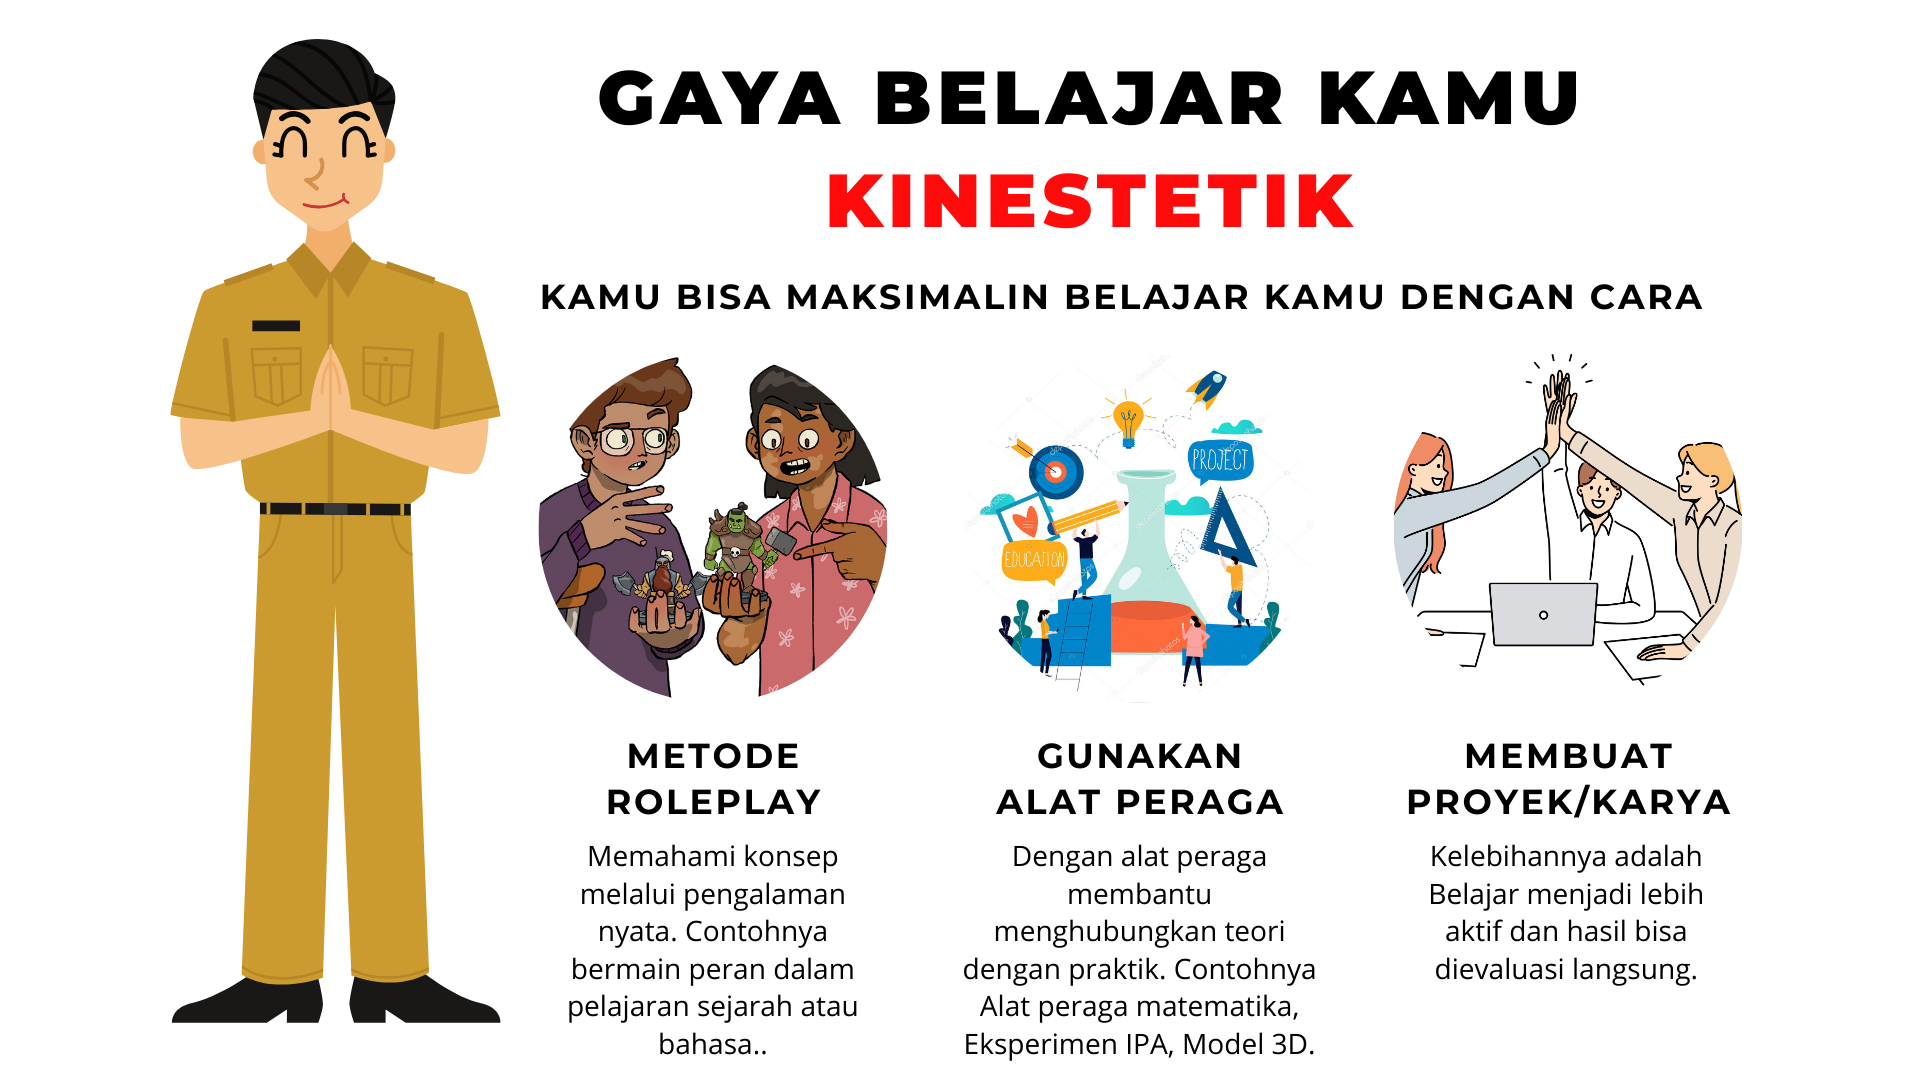 GAYA BELAJAR KAMU
KINESTETIK
KAMU BISA MAKSIMALIN BELAJAR KAMU DENGAN CARA
PROJECT
EDUCATION
METODE
ROLEPLAY
Memahami konsep
melalui pengalaman
nyata. Contohnya
bermain peran dalam
pelajaran sejarah atau
bahasa..
GUNAKAN
ALAT PERAGA
Dengan alat peraga
membantu
menghubungkan teori
dengan praktik. Contohnya
Alat peraga matematika,
Eksperimen IPA, Model 3D.
MEMBUAT
PROYEK/KARYA
Kelebihannya adalah
Belajar menjadi lebih
aktif dan hasil bisa
dievaluasi langsung.